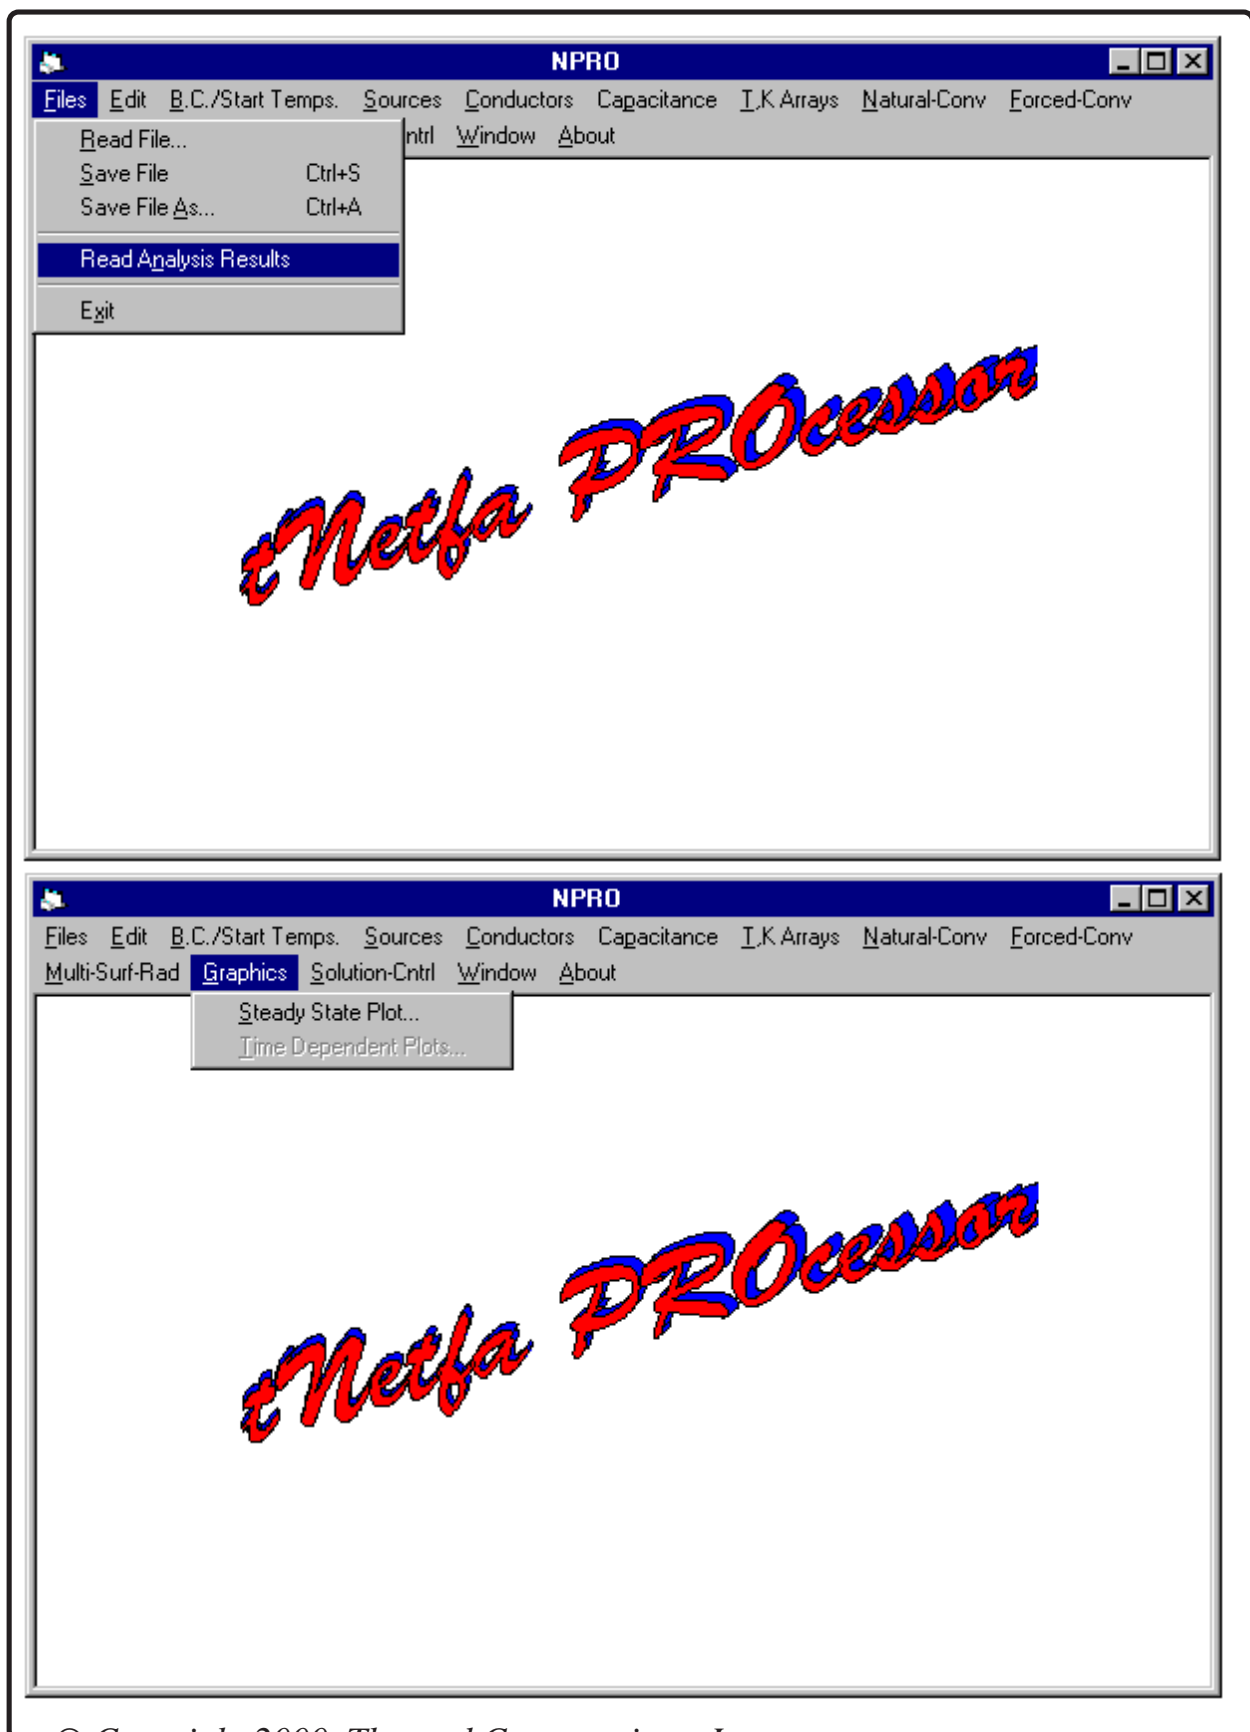 NPRO
Files Edit B.C./Start Temps. Sources Conductors Capacitance T,K Arrays Natural-Conv Forced-Conv
ntrl Window About
Read File...
Save File Ctrl+S
Save File As... Ctrl+A
Read Analysis Results
Exit
tNetfa PROcessor
NPRO
Files Edit B.C./Start Temps. Sources Conductors Capacitance T,K Arrays Natural-Conv Forced-Conv
Multi-Surf-Rad Graphics Solution-Cntrl Window About
Steady State Plot...
Time Dependent Plots...
tNetfa PROcessor